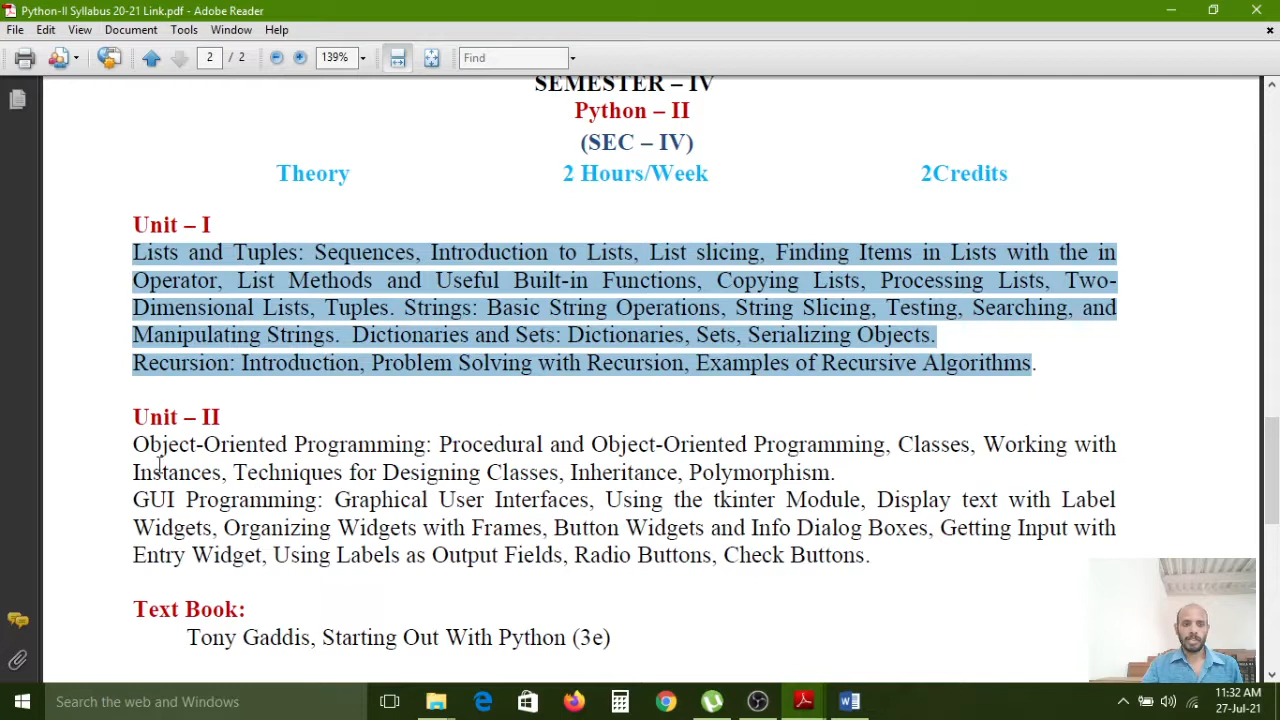 Python-II Syllabus 20-21 Link.pdf - Adobe Reader
File Edit View Document Tools Window Help
2 / 2 139% Find
SEMESTER – IV
Python – II
(SEC – IV)
Theory 2 Hours/Week 2Credits
Unit – I
Lists and Tuples: Sequences, Introduction to Lists, List slicing, Finding Items in Lists with the in
Operator, List Methods and Useful Built-in Functions, Copying Lists, Processing Lists, Two-
Dimensional Lists, Tuples. Strings: Basic String Operations, String Slicing, Testing, Searching, and
Manipulating Strings. Dictionaries and Sets: Dictionaries, Sets, Serializing Objects.
Recursion: Introduction, Problem Solving with Recursion, Examples of Recursive Algorithms.
Unit – II
Object-Oriented Programming: Procedural and Object-Oriented Programming, Classes, Working with
Instances, Techniques for Designing Classes, Inheritance, Polymorphism.
GUI Programming: Graphical User Interfaces, Using the tkinter Module, Display text with Label
Widgets, Organizing Widgets with Frames, Button Widgets and Info Dialog Boxes, Getting Input with
Entry Widget, Using Labels as Output Fields, Radio Buttons, Check Buttons.
Text Book:
Tony Gaddis, Starting Out With Python (3e)
Search the web and Windows
11:32 AM
27-Jul-21